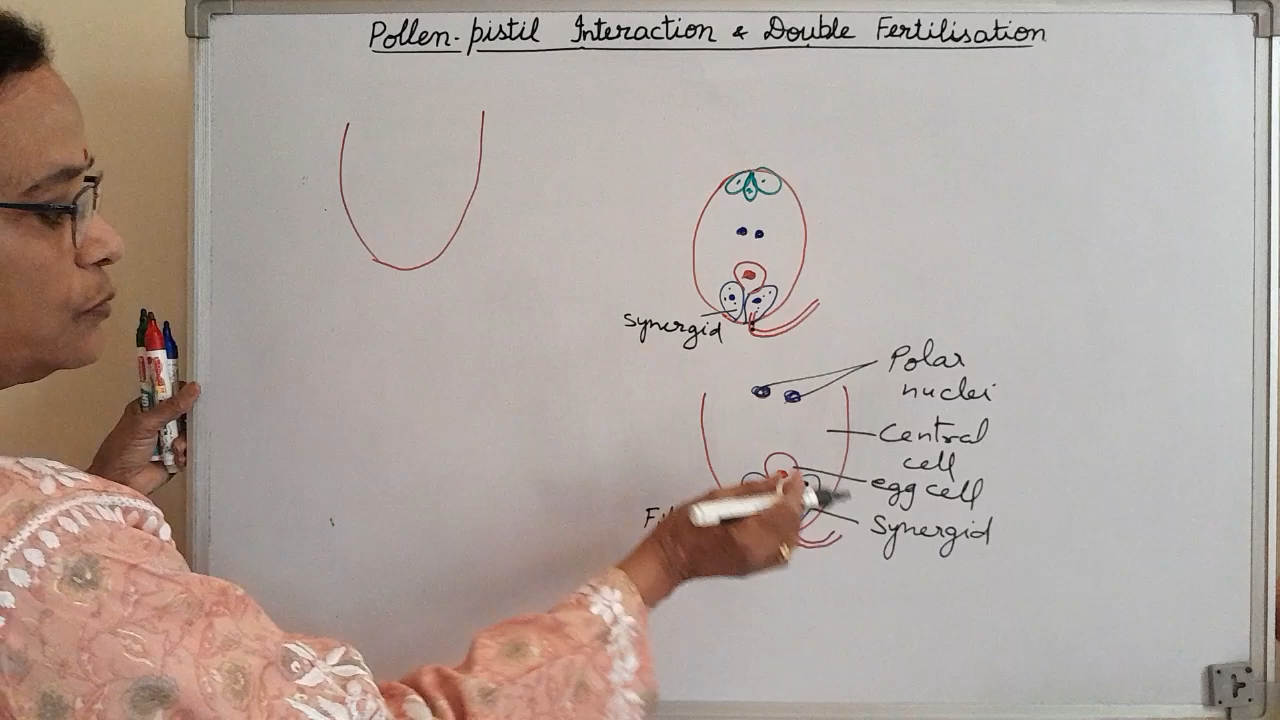 Pollen-pistil Interaction & Double Fertilisation
Synergid
Polar
nuclei
Central
cell
egg cell
Synergid